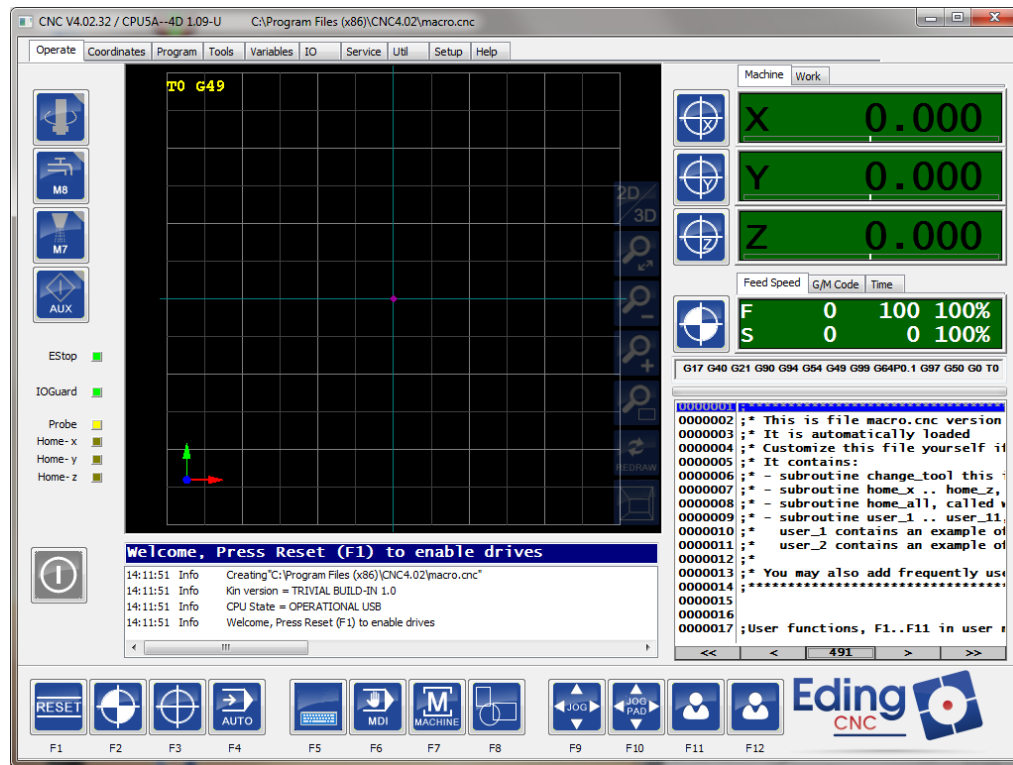 CNC V4.02.32 / CPU5A--4D 1.09-U C:\Program Files (x86)\CNC4.02\macro.cnc
Operate Coordinates Program Tools Variables IO Service Util Setup Help
T0 G49
M8
M7
AUX
EStop
IOGuard
Probe
Home-x
Home-y
Home-z
2D/3D
REDRAW
Machine Work
X 0.000
Y 0.000
Z 0.000
Feed Speed G/M Code Time
F 0 100 100%
S 0 0 100%
G17 G40 G21 G90 G94 G54 G49 G99 G64P0.1 G97 G50 G0 T0
0000001 ;**********************************
0000002 ;* This is file macro.cnc version
0000003 ;* It is automatically loaded
0000004 ;* Customize this file yourself if
0000005 ;* It contains:
0000006 ;* - subroutine change_tool this i
0000007 ;* - subroutine home_x .. home_z,
0000008 ;* - subroutine home_all, called w
0000009 ;* - subroutine user_1 .. user_11,
0000010 ;*   user_1 contains an example of
0000011 ;*   user_2 contains an example of
0000012 ;*
0000013 ;* You may also add frequently use
0000014 ;**********************************
0000015
0000016
0000017 ;User functions, F1..F11 in user m
<< < 491 > >>
Welcome, Press Reset (F1) to enable drives
14:11:51 Info Creating"C:\Program Files (x86)\CNC4.02\macro.cnc"
14:11:51 Info Kin version = TRIVIAL BUILD-IN 1.0
14:11:51 Info CPU State = OPERATIONAL USB
14:11:51 Info Welcome, Press Reset (F1) to enable drives
RESET AUTO MDI MACHINE JOG JOG PAD
F1 F2 F3 F4 F5 F6 F7 F8 F9 F10 F11 F12
Eding
CNC